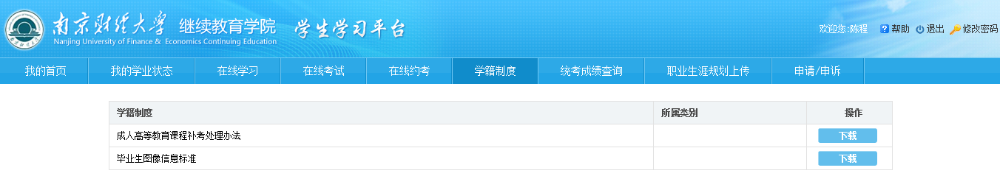 南京财经大学 继续教育学院 学生学习平台
Nanjing University of Finance & Economics Continuing Education
欢迎您:陈程 帮助 退出 修改密码
我的首页 我的学业状态 在线学习 在线考试 在线约考 学籍制度 统考成绩查询 职业生涯规划上传 申请/申诉
学籍制度 所属类别 操作
成人高等教育课程补考处理办法 下载
毕业生图像信息标准 下载